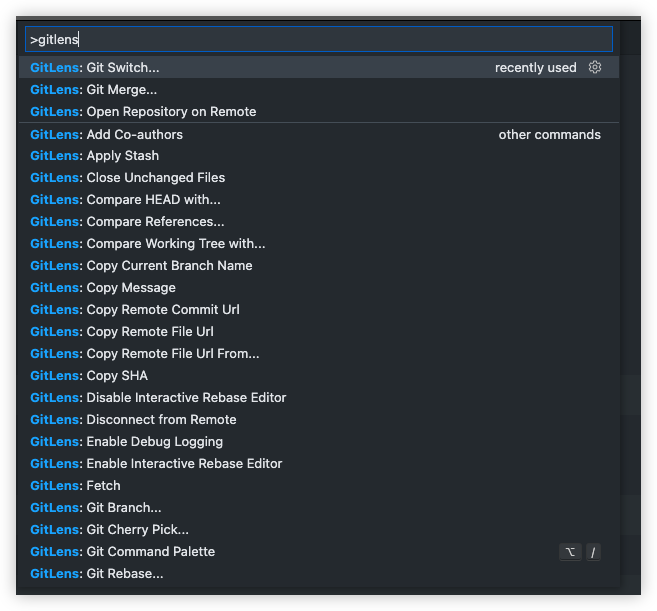 >gitlens
GitLens: Git Switch... recently used
GitLens: Git Merge...
GitLens: Open Repository on Remote
GitLens: Add Co-authors other commands
GitLens: Apply Stash
GitLens: Close Unchanged Files
GitLens: Compare HEAD with...
GitLens: Compare References...
GitLens: Compare Working Tree with...
GitLens: Copy Current Branch Name
GitLens: Copy Message
GitLens: Copy Remote Commit Url
GitLens: Copy Remote File Url
GitLens: Copy Remote File Url From...
GitLens: Copy SHA
GitLens: Disable Interactive Rebase Editor
GitLens: Disconnect from Remote
GitLens: Enable Debug Logging
GitLens: Enable Interactive Rebase Editor
GitLens: Fetch
GitLens: Git Branch...
GitLens: Git Cherry Pick...
GitLens: Git Command Palette ⌥ /
GitLens: Git Rebase...